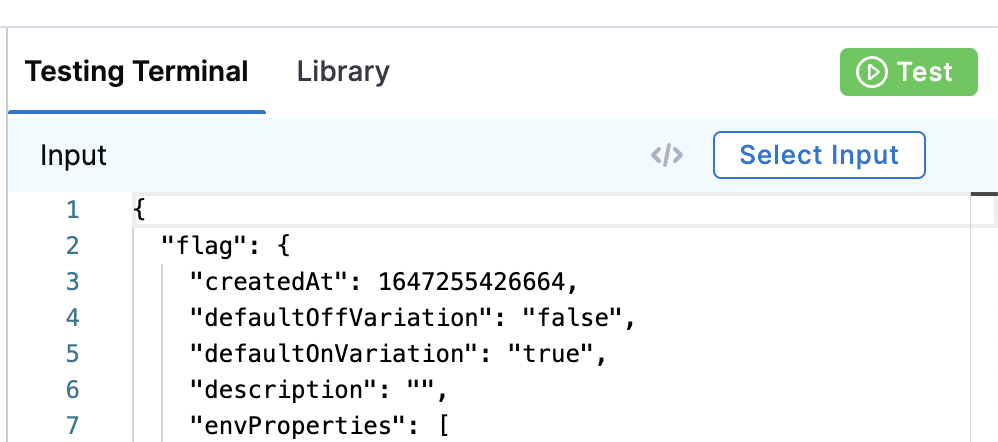 Testing Terminal Library Test
Input </> Select Input
1 {
2 "flag": {
3 "createdAt": 1647255426664,
4 "defaultOffVariation": "false",
5 "defaultOnVariation": "true",
6 "description": "",
7 "envProperties": [